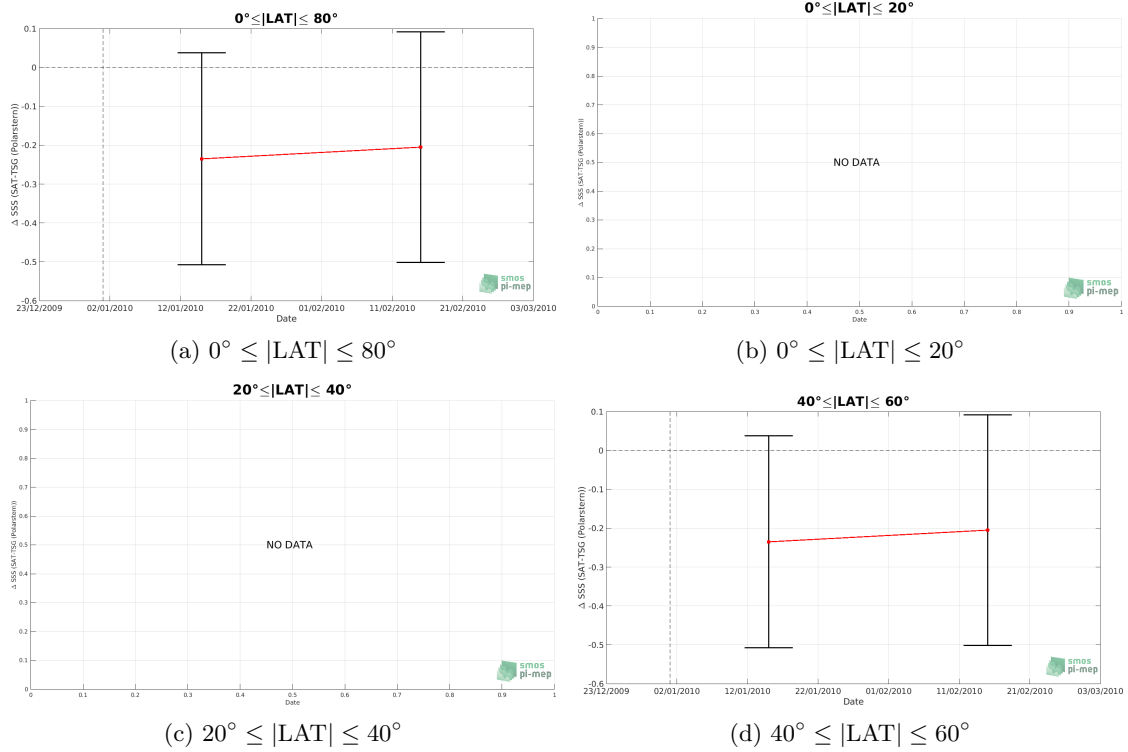 0°≤|LAT|≤ 80°
Δ SSS (SAT-TSG (Polarstern))
0.1
0
-0.1
-0.2
-0.3
-0.4
-0.5
-0.6
23/12/2009 02/01/2010 12/01/2010 22/01/2010 01/02/2010 11/02/2010 21/02/2010 03/03/2010
Date
smos
pi-mep
(a) 0° ≤ |LAT| ≤ 80°
0°≤|LAT|≤ 20°
Δ SSS (SAT-TSG (Polarstern))
1
0.9
0.8
0.7
0.6
0.5
0.4
0.3
0.2
0.1
0
NO DATA
0 0.1 0.2 0.3 0.4 0.5 0.6 0.7 0.8 0.9 1
Date
smos
pi-mep
(b) 0° ≤ |LAT| ≤ 20°
20°≤|LAT|≤ 40°
Δ SSS (SAT-TSG (Polarstern))
1
0.9
0.8
0.7
0.6
0.5
0.4
0.3
0.2
0.1
0
NO DATA
0 0.1 0.2 0.3 0.4 0.5 0.6 0.7 0.8 0.9 1
Date
smos
pi-mep
(c) 20° ≤ |LAT| ≤ 40°
40°≤|LAT|≤ 60°
Δ SSS (SAT-TSG (Polarstern))
0.1
0
-0.1
-0.2
-0.3
-0.4
-0.5
-0.6
23/12/2009 02/01/2010 12/01/2010 22/01/2010 01/02/2010 11/02/2010 21/02/2010 03/03/2010
Date
smos
pi-mep
(d) 40° ≤ |LAT| ≤ 60°